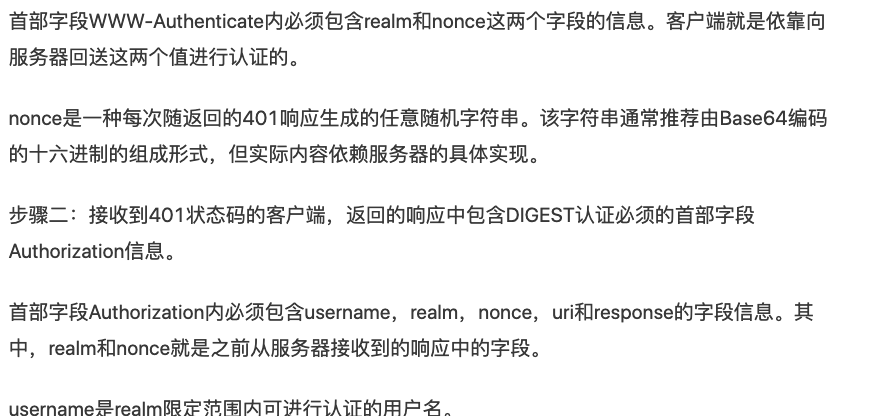 首部字段WWW-Authenticate内必须包含realm和nonce这两个字段的信息。客户端就是依靠向
服务器回送这两个值进行认证的。
nonce是一种每次随返回的401响应生成的任意随机字符串。该字符串通常推荐由Base64编码
的十六进制的组成形式，但实际内容依赖服务器的具体实现。
步骤二：接收到401状态码的客户端，返回的响应中包含DIGEST认证必须的首部字段
Authorization信息。
首部字段Authorization内必须包含username，realm，nonce，uri和response的字段信息。其
中，realm和nonce就是之前从服务器接收到的响应中的字段。
username是realm限定范围内可进行认证的用户名。